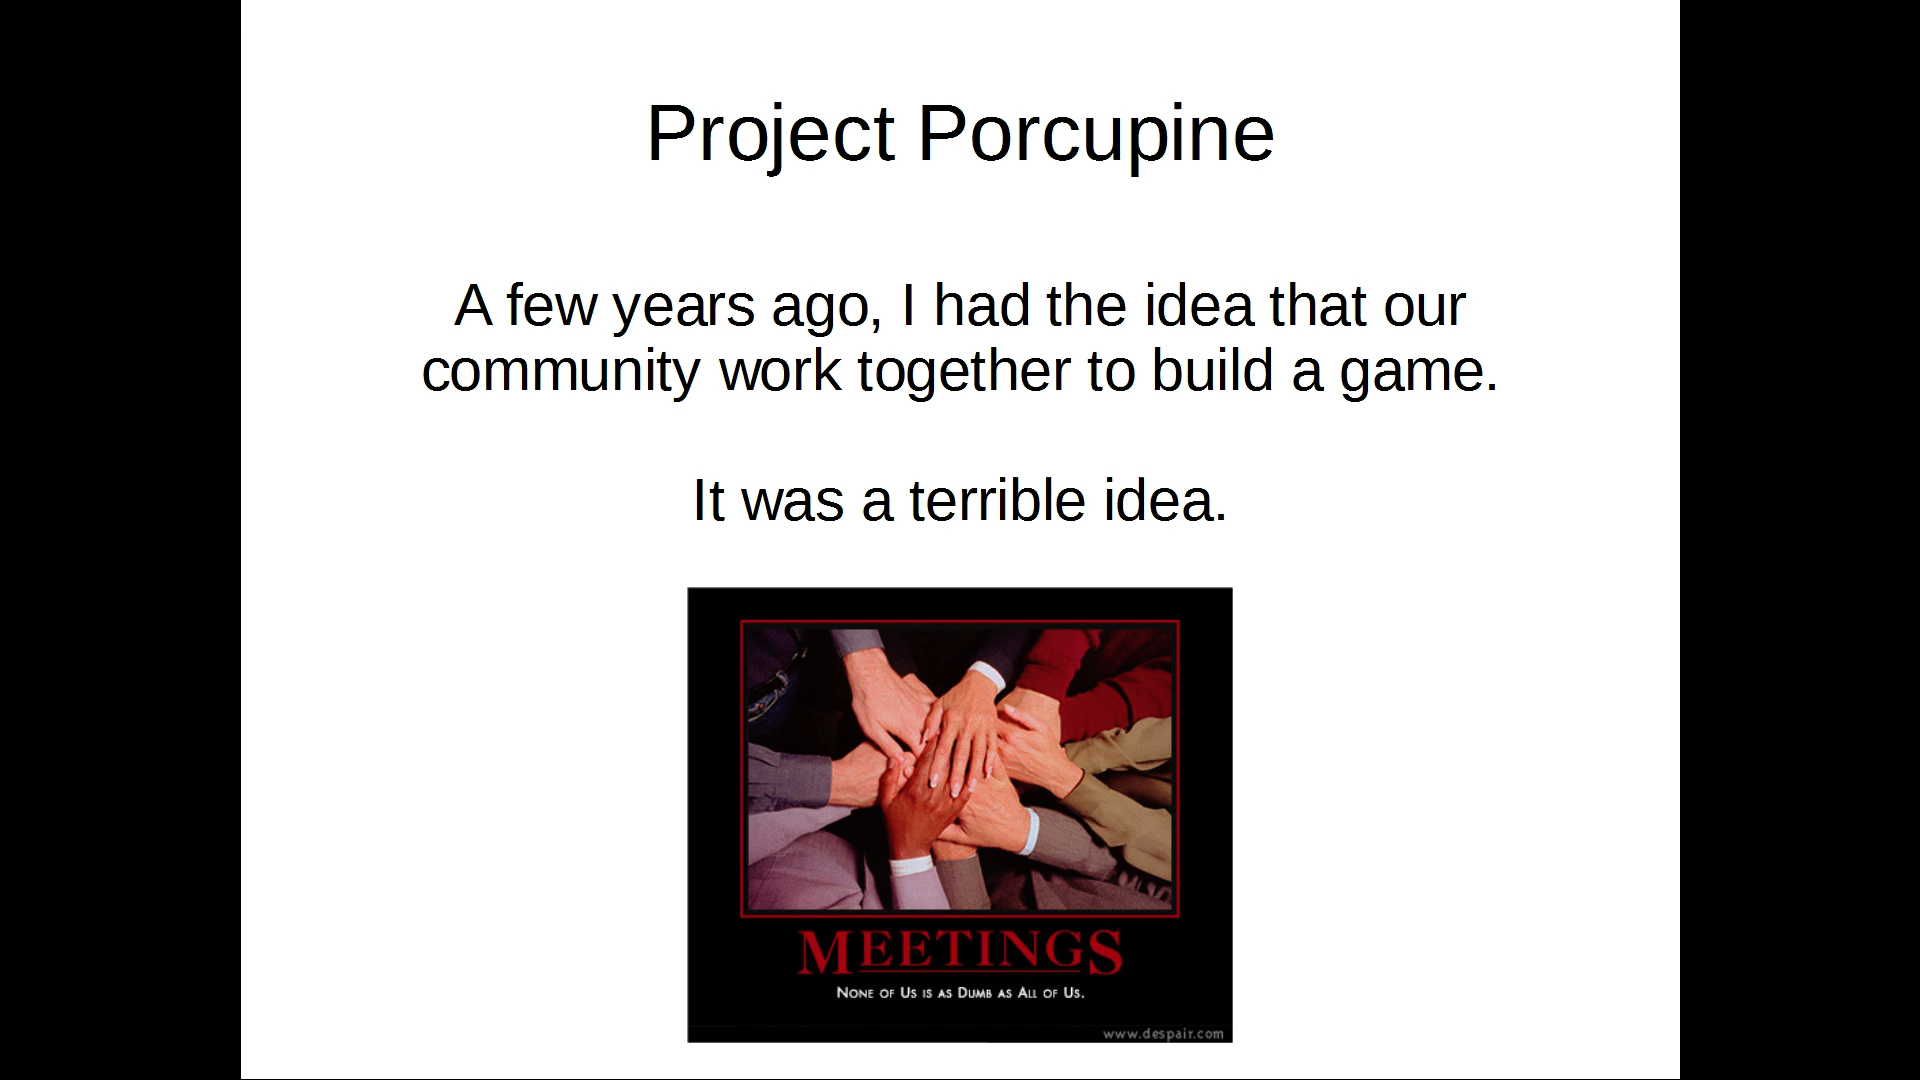 Project Porcupine
A few years ago, I had the idea that our
community work together to build a game.
It was a terrible idea.
MEETINGS
NONE OF US IS AS DUMB AS ALL OF US.
www.despair.com